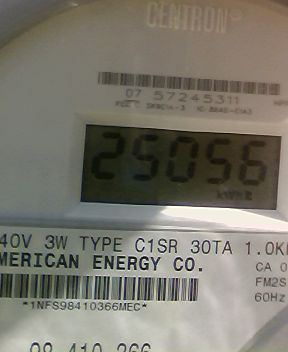 CENTRON®
07 57245311
25056
40V 3W TYPE C1SR 30TA 1.0K
MERICAN ENERGY CO.
CA 0
FM2S
60Hz
*1NFS98410366MEC*
98 410 366